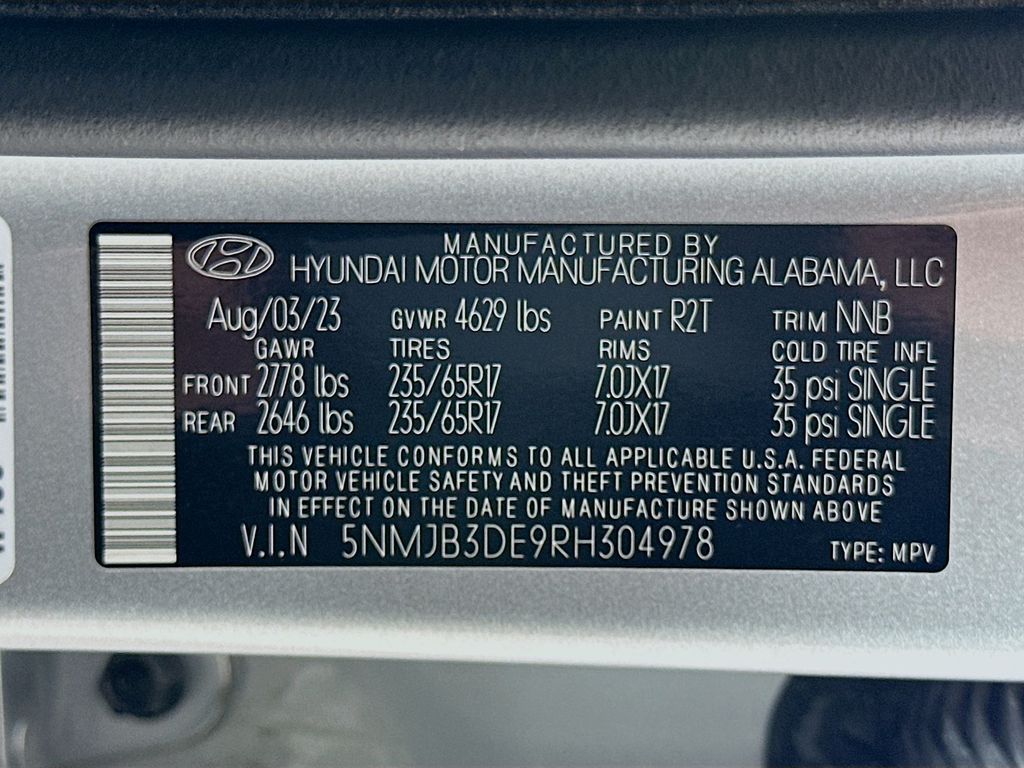 MANUFACTURED BY
HYUNDAI MOTOR MANUFACTURING ALABAMA, LLC
Aug/03/23 GVWR 4629 lbs PAINT R2T TRIM NNB
GAWR TIRES RIMS COLD TIRE INFL
FRONT 2778 lbs 235/65R17 7.0JX17 35 psi SINGLE
REAR 2646 lbs 235/65R17 7.0JX17 35 psi SINGLE
THIS VEHICLE CONFORMS TO ALL APPLICABLE U.S.A. FEDERAL
MOTOR VEHICLE SAFETY AND THEFT PREVENTION STANDARDS
IN EFFECT ON THE DATE OF MANUFACTURE SHOWN ABOVE
V.I.N 5NMJB3DE9RH304978 TYPE: MPV